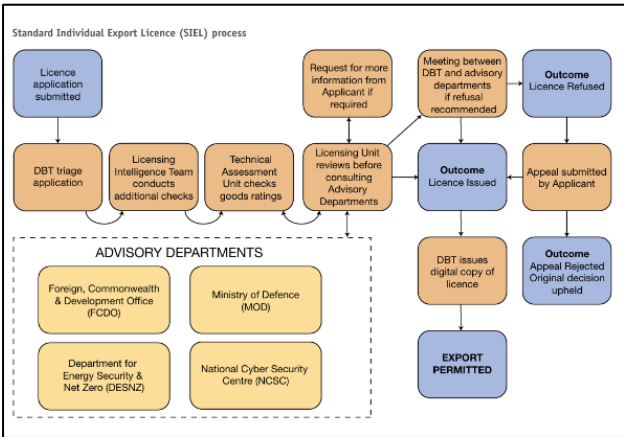 Standard Individual Export Licence (SIEL) process
Licence
application
submitted
Request for more
information from
Applicant if
required
Meeting between
DBT and advisory
departments
if refusal
recommended
Outcome
Licence Refused
DBT triage
application
Licensing
Intelligence Team
conducts
additional checks
Technical
Assessment
Unit checks
goods ratings
Licensing Unit
reviews before
consulting
Advisory
Departments
Outcome
Licence Issued
Appeal submitted
by Applicant
ADVISORY DEPARTMENTS
Foreign, Commonwealth
& Development Office
(FCDO)
Ministry of Defence
(MOD)
Department for
Energy Security &
Net Zero (DESNZ)
National Cyber Security
Centre (NCSC)
DBT issues
digital copy of
licence
Outcome
Appeal Rejected
Original decision
upheld
EXPORT
PERMITTED